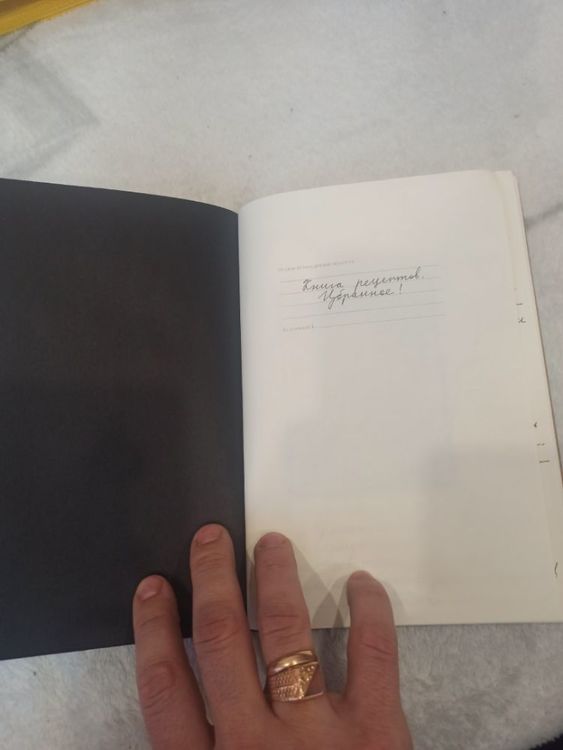 Книга рецептов.
Избранное!